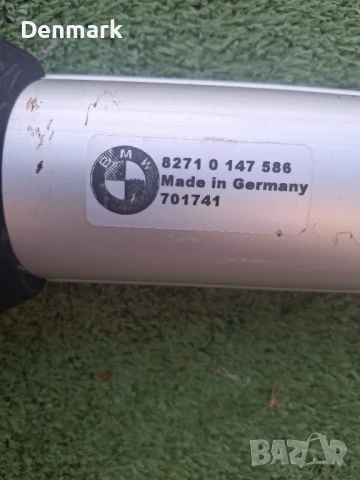 Denmark
BMW
8271 0 147 586
Made in Germany
701741
BAZAR